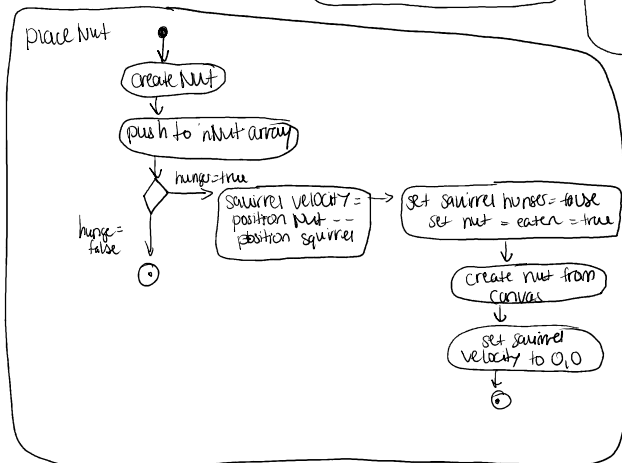 place Nut
create Nut
push to nNut array
hunger=true
hunge=
false
squirrel velocity =
position Nut --
position squirrel
set squirrel hunger=false
set nut = eaten = true
create nut from
canvas
set squirrel
velocity to 0,0